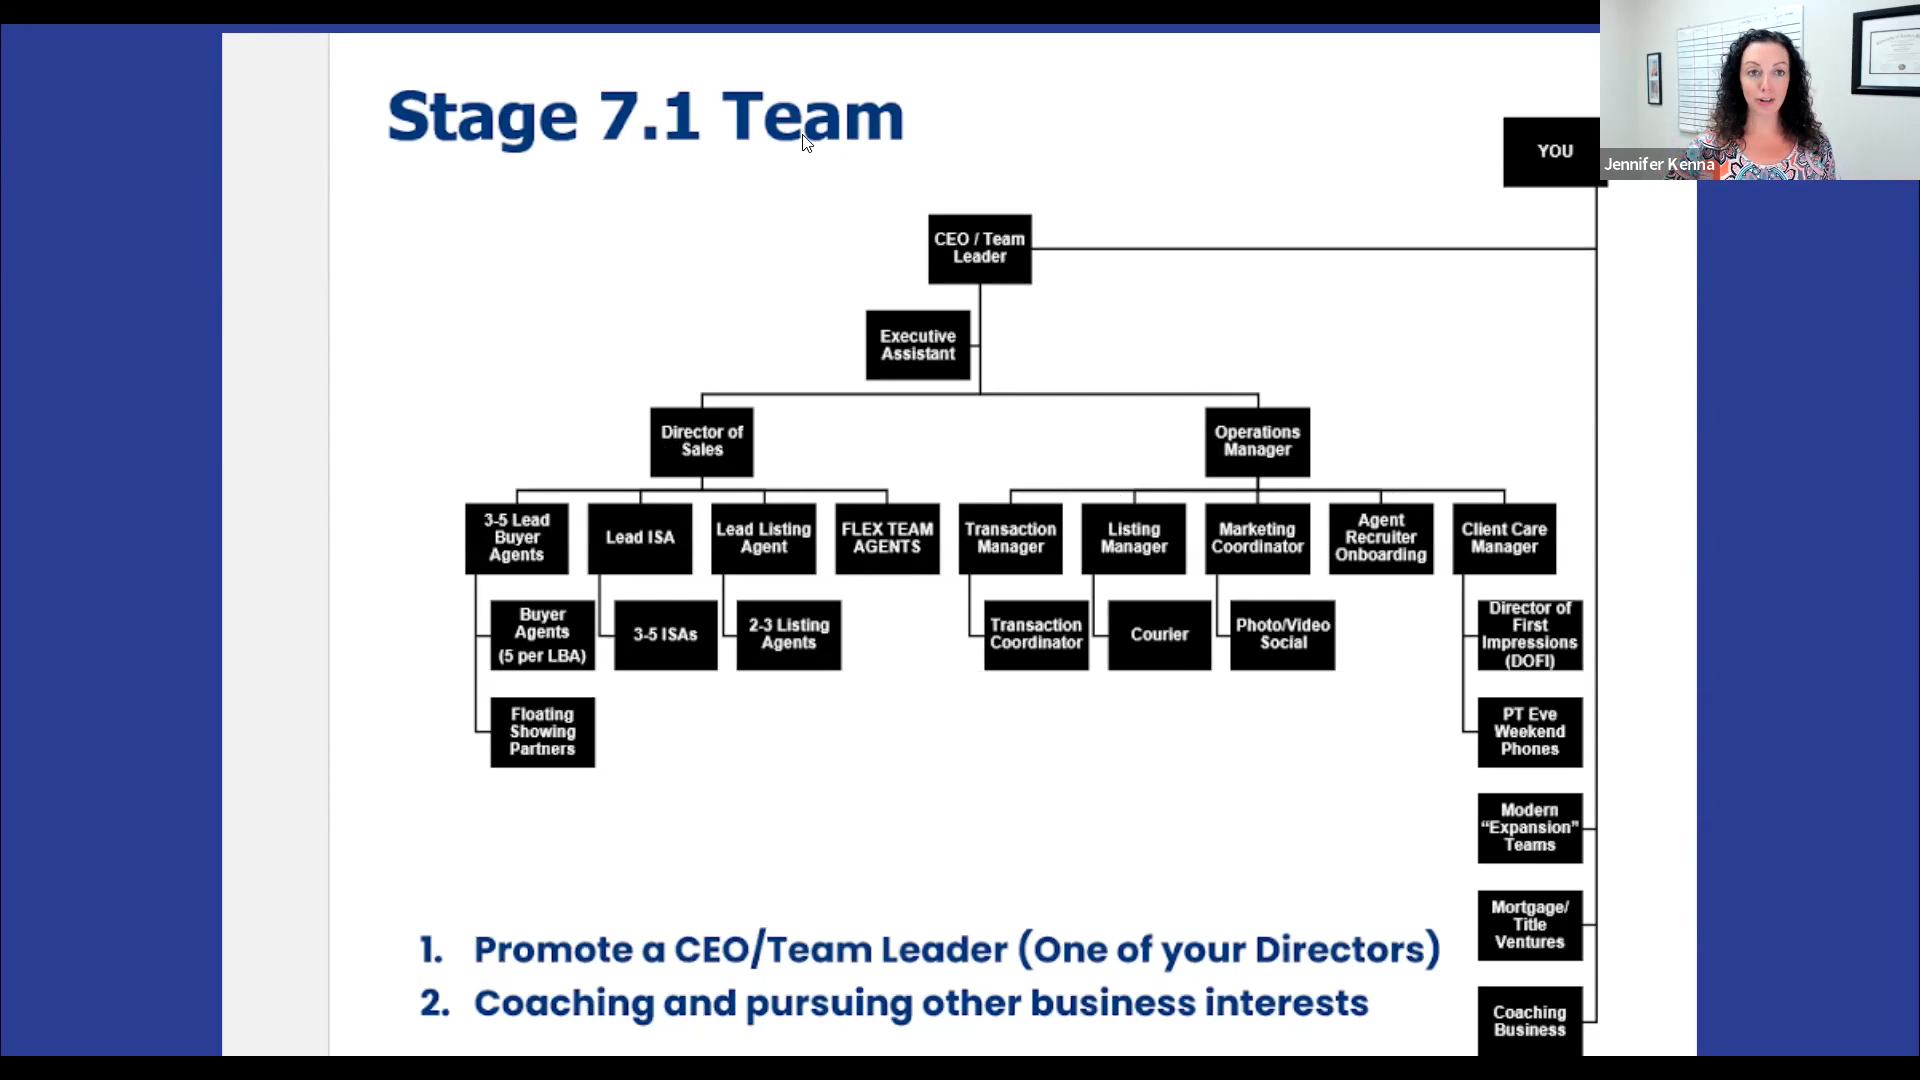 Stage 7.1 Team
YOU
Jennifer Kenna
CEO / Team
Leader
Executive
Assistant
Director of
Sales
Operations
Manager
3-5 Lead
Buyer
Agents
Lead ISA
Lead Listing
Agent
FLEX TEAM
AGENTS
Transaction
Manager
Listing
Manager
Marketing
Coordinator
Agent
Recruiter
Onboarding
Client Care
Manager
Buyer
Agents
(5 per LBA)
3-5 ISAs
2-3 Listing
Agents
Transaction
Coordinator
Courier
Photo/Video
Social
Director of
First
Impressions
(DOFI)
Floating
Showing
Partners
PT Eve
Weekend
Phones
Modern
“Expansion”
Teams
Mortgage/
Title
Ventures
Coaching
Business
1. Promote a CEO/Team Leader (One of your Directors)
2. Coaching and pursuing other business interests